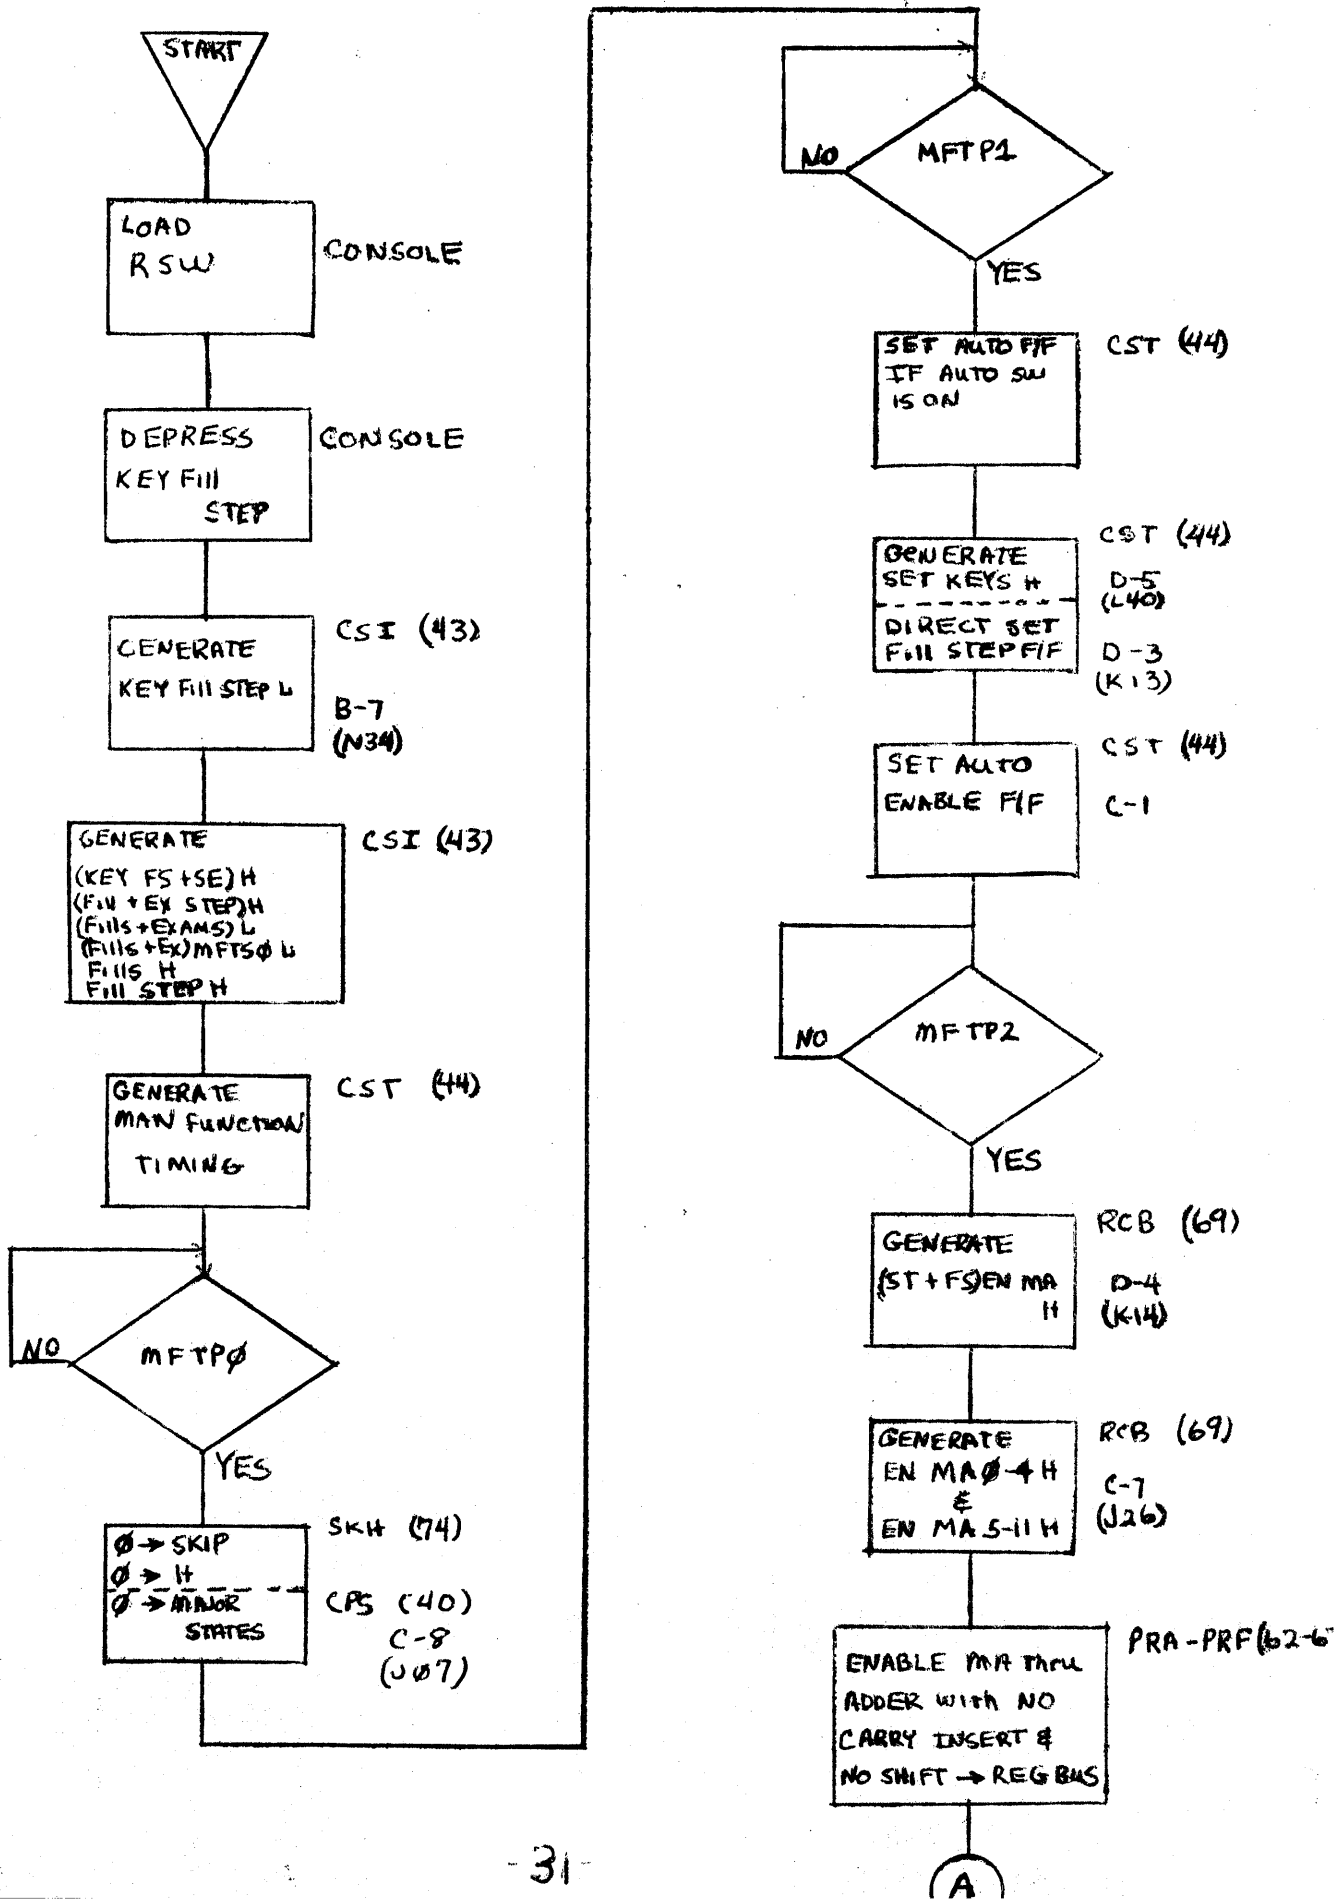 START
LOAD
RSW
CONSOLE
DEPRESS
KEY Fill
STEP
CONSOLE
GENERATE
KEY Fill STEP L
CSI (43)
B-7
(N34)
GENERATE
(KEY FS +SE) H
(Fill + EX STEP) H
(Fills + EXAMS) L
(Fills + Ex) MFTSØ L
Fills H
Fill STEP H
CSI (43)
GENERATE
MAN FUNCTION
TIMING
CST (44)
MFTPØ
NO
YES
Ø → SKIP
Ø → H
Ø → MAJOR
STATES
SKH (74)
CPS (40)
C-8
(JØ7)
MFTP1
NO
YES
SET AUTO F/F
IF AUTO SW
IS ON
CST (44)
GENERATE
SET KEYS H
DIRECT SET
Fill STEP F/F
CST (44)
D-5
(L40)
D-3
(K13)
SET AUTO
ENABLE F/F
CST (44)
C-1
MFTP2
NO
YES
GENERATE
(ST + FS) EN MA
H
RCB (69)
D-4
(K14)
GENERATE
EN MA Ø-4 H
&
EN MA 5-11 H
RCB (69)
C-7
(J26)
ENABLE MA Thru
ADDER with NO
CARRY INSERT &
NO SHIFT → REG BUS
PRA-PRF (62-6
A
-31-